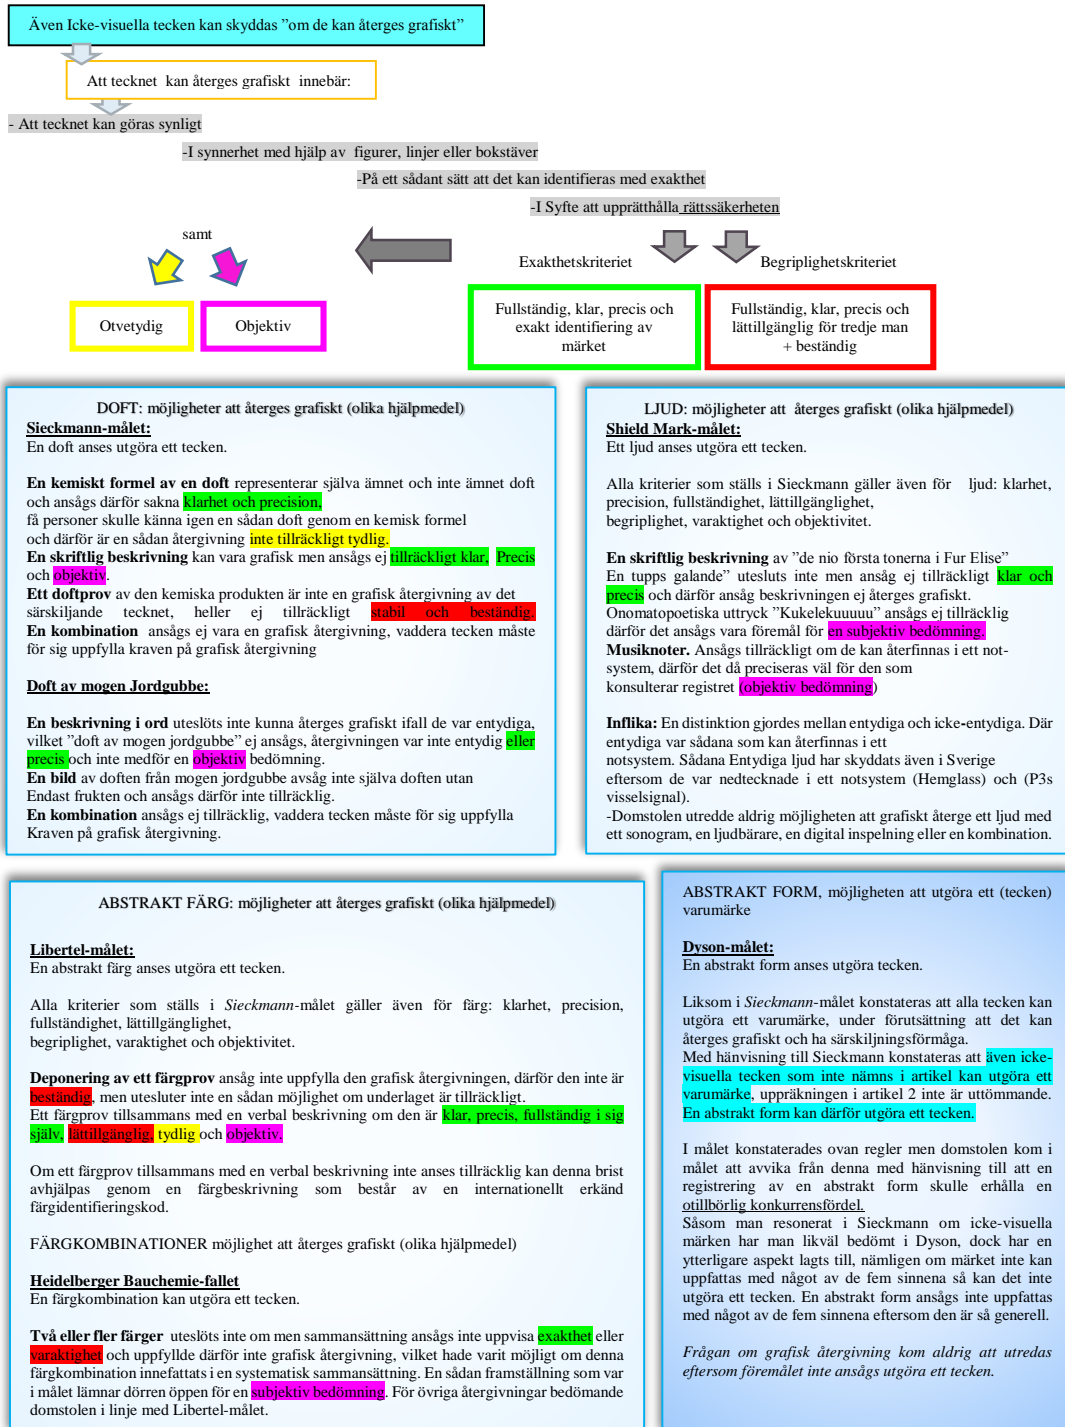 Även Icke-visuella tecken kan skyddas ”om de kan återges grafiskt”
Att tecknet kan återges grafiskt innebär:
- Att tecknet kan göras synligt
-I synnerhet med hjälp av figurer, linjer eller bokstäver
-På ett sådant sätt att det kan identifieras med exakthet
-I Syfte att upprätthålla rättssäkerheten
samt
Exakthetskriteriet
Begriplighetskriteriet
Otvetydig
Objektiv
Fullständig, klar, precis och
exakt identifiering av
märket
Fullständig, klar, precis och
lättillgänglig för tredje man
+ beständig
DOFT: möjligheter att återges grafiskt (olika hjälpmedel)
Sieckmann-målet:
En doft anses utgöra ett tecken.
En kemiskt formel av en doft representerar själva ämnet och inte ämnet doft
och ansågs därför sakna klarhet och precision,
få personer skulle känna igen en sådan doft genom en kemisk formel
och därför är en sådan återgivning inte tillräckligt tydlig.
En skriftlig beskrivning kan vara grafisk men ansågs ej tillräckligt klar, Precis
och objektiv.
Ett doftprov av den kemiska produkten är inte en grafisk återgivning av det
särskiljande tecknet, heller ej tillräckligt stabil och beständig.
En kombination ansågs ej vara en grafisk återgivning, vaddera tecken måste
för sig uppfylla kraven på grafisk återgivning
Doft av mogen Jordgubbe:
En beskrivning i ord uteslöts inte kunna återges grafiskt ifall de var entydiga,
vilket ”doft av mogen jordgubbe” ej ansågs, återgivningen var inte entydig eller
precis och inte medför en objektiv bedömning.
En bild av doften från mogen jordgubbe avsåg inte själva doften utan
Endast frukten och ansågs därför inte tillräcklig.
En kombination ansågs ej tillräcklig, vaddera tecken måste för sig uppfylla
Kraven på grafisk återgivning.
LJUD: möjligheter att återges grafiskt (olika hjälpmedel)
Shield Mark-målet:
Ett ljud anses utgöra ett tecken.
Alla kriterier som ställs i Sieckmann gäller även för ljud: klarhet,
precision, fullständighet, lättillgänglighet,
begriplighet, varaktighet och objektivitet.
En skriftlig beskrivning av ”de nio första tonerna i Fur Elise”
En tupps galande” utesluts inte men ansåg ej tillräckligt klar och
precis och därför ansåg beskrivningen ej återges grafiskt.
Onomatopoetiska uttryck ”Kukelekuuuuu” ansågs ej tillräcklig
därför det ansågs vara föremål för en subjektiv bedömning.
Musiknoter. Ansågs tillräckligt om de kan återfinnas i ett not-
system, därför det då preciseras väl för den som
konsulterar registret (objektiv bedömning)
Inflika: En distinktion gjordes mellan entydiga och icke-entydiga. Där
entydiga var sådana som kan återfinnas i ett
notsystem. Sådana Entydiga ljud har skyddats även i Sverige
eftersom de var nedtecknade i ett notsystem (Hemglass) och (P3s
visselsignal).
-Domstolen utredde aldrig möjligheten att grafiskt återge ett ljud med
ett sonogram, en ljudbärare, en digital inspelning eller en kombination.
ABSTRAKT FÄRG: möjligheter att återges grafiskt (olika hjälpmedel)
Libertel-målet:
En abstrakt färg anses utgöra ett tecken.
Alla kriterier som ställs i Sieckmann-målet gäller även för färg: klarhet, precision,
fullständighet, lättillgänglighet,
begriplighet, varaktighet och objektivitet.
Deponering av ett färgprov ansåg inte uppfylla den grafisk återgivningen, därför den inte är
beständig, men utesluter inte en sådan möjlighet om underlaget är tillräckligt.
Ett färgprov tillsammans med en verbal beskrivning om den är klar, precis, fullständig i sig
själv, lättillgänglig, tydlig och objektiv.
Om ett färgprov tillsammans med en verbal beskrivning inte anses tillräcklig kan denna brist
avhjälpas genom en färgbeskrivning som består av en internationellt erkänd
färgidentifieringskod.
FÄRGKOMBINATIONER möjlighet att återges grafiskt (olika hjälpmedel)
Heidelberger Bauchemie-fallet
En färgkombination kan utgöra ett tecken.
Två eller fler färger uteslöts inte om men sammansättning ansågs inte uppvisa exakthet eller
varaktighet och uppfyllde därför inte grafisk återgivning, vilket hade varit möjligt om denna
färgkombination innefattats i en systematisk sammansättning. En sådan framställning som var
i målet lämnar dörren öppen för en subjektiv bedömning. För övriga återgivningar bedömande
domstolen i linje med Libertel-målet.
ABSTRAKT FORM, möjligheten att utgöra ett (tecken)
varumärke
Dyson-målet:
En abstrakt form anses utgöra tecken.
Liksom i Sieckmann-målet konstateras att alla tecken kan
utgöra ett varumärke, under förutsättning att det kan
återges grafiskt och ha särskiljningsförmåga.
Med hänvisning till Sieckmann konstateras att även icke-
visuella tecken som inte nämns i artikel kan utgöra ett
varumärke, uppräkningen i artikel 2 inte är uttömmande.
En abstrakt form kan därför utgöra ett tecken.
I målet konstaterades ovan regler men domstolen kom i
målet att avvika från denna med hänvisning till att en
registrering av en abstrakt form skulle erhålla en
otillbörlig konkurrensfördel.
Såsom man resonerat i Sieckmann om icke-visuella
märken har man likväl bedömt i Dyson, dock har en
ytterligare aspekt lagts till, nämligen om märket inte kan
uppfattas med något av de fem sinnena så kan det inte
utgöra ett tecken. En abstrakt form ansågs inte uppfattas
med något av de fem sinnena eftersom den är så generell.
Frågan om grafisk återgivning kom aldrig att utredas
eftersom föremålet inte ansågs utgöra ett tecken.